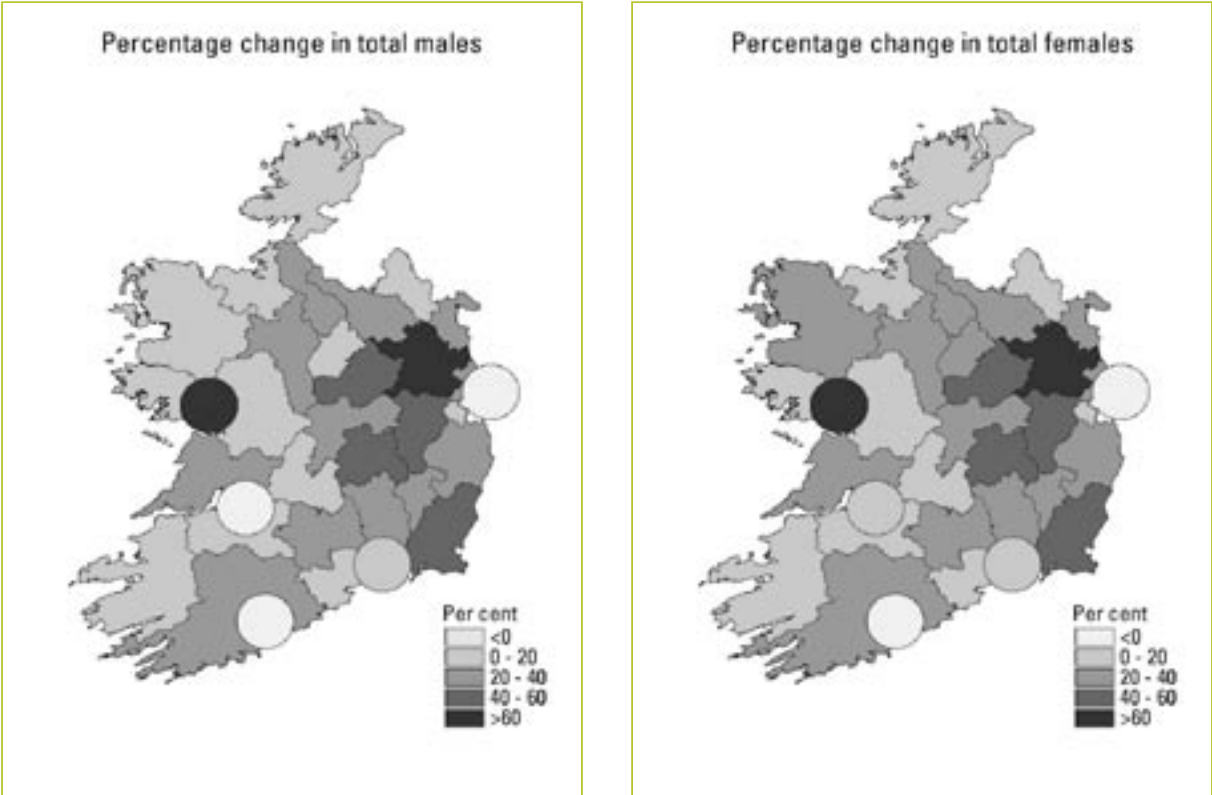 Percentage change in total males
Per cent
<0
0 - 20
20 - 40
40 - 60
>60
Percentage change in total females
Per cent
<0
0 - 20
20 - 40
40 - 60
>60